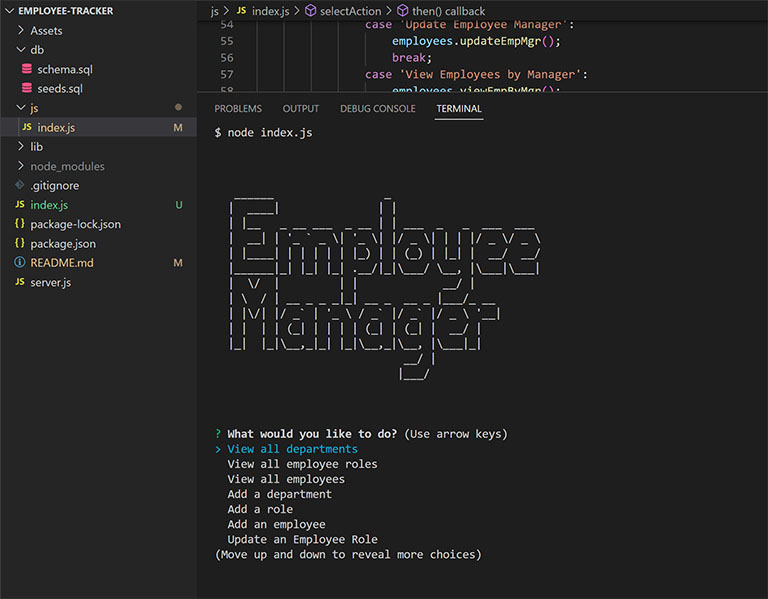 EMPLOYEE-TRACKER
Assets
db
schema.sql
seeds.sql
js
JS index.js M
lib
node_modules
.gitignore
JS index.js U
{} package-lock.json
{} package.json
README.md M
JS server.js
js > JS index.js > selectAction > then() callback
54 case 'Update Employee Manager':
55 employees.updateEmpMgr();
56 break;
57 case 'View Employees by Manager':
58 employees.viewEmpByMgr();
PROBLEMS OUTPUT DEBUG CONSOLE TERMINAL
$ node index.js
Employee
Manager
? What would you like to do? (Use arrow keys)
> View all departments
View all employee roles
View all employees
Add a department
Add a role
Add an employee
Update an Employee Role
(Move up and down to reveal more choices)